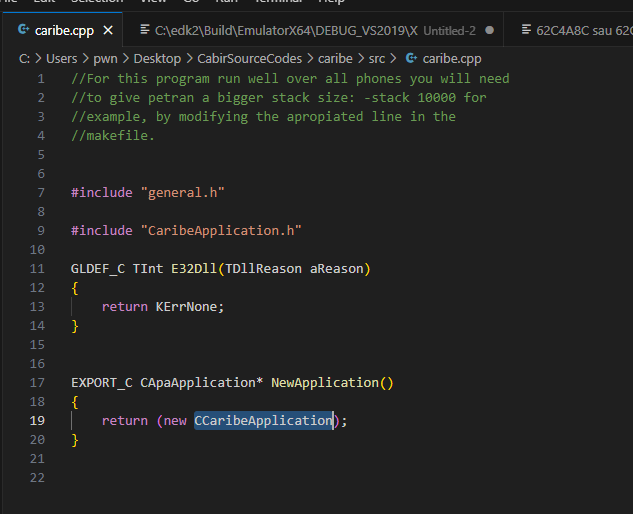 caribe.cpp C:\edk2\Build\EmulatorX64\DEBUG_VS2019\X Untitled-2 62C4A8C sau
C: > Users > pwn > Desktop > CabirSourceCodes > caribe > src > caribe.cpp
1 //For this program run well over all phones you will need
2 //to give petran a bigger stack size: -stack 10000 for
3 //example, by modifying the apropiated line in the
4 //makefile.
5
6
7 #include "general.h"
8
9 #include "CaribeApplication.h"
10
11 GLDEF_C TInt E32Dll(TDllReason aReason)
12 {
13 return KErrNone;
14 }
15
16
17 EXPORT_C CApaApplication* NewApplication()
18 {
19 return (new CCaribeApplication);
20 }
21
22